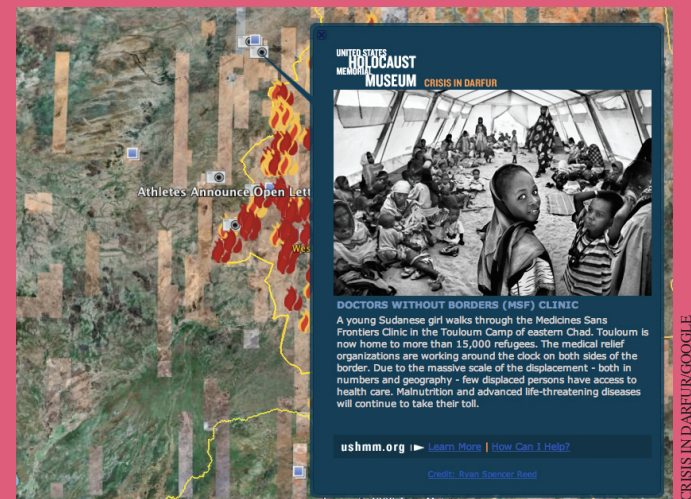 UNITED STATES
HOLOCAUST
MEMORIAL
MUSEUM CRISIS IN DARFUR
Athletes Announce Open Lett
Wes
DOCTORS WITHOUT BORDERS (MSF) CLINIC
A young Sudanese girl walks through the Medicines Sans
Frontiers Clinic in the Touloum Camp of eastern Chad. Touloum is
now home to more than 15,000 refugees. The medical relief
organizations are working around the clock on both sides of the
border. Due to the massive scale of the displacement - both in
numbers and geography - few displaced persons have access to
health care. Malnutrition and advanced life-threatening diseases
will continue to take their toll.
ushmm.org Learn More | How Can I Help?
Credit: Ryan Spencer Reed
CRISIS IN DARFUR/GOOGLE